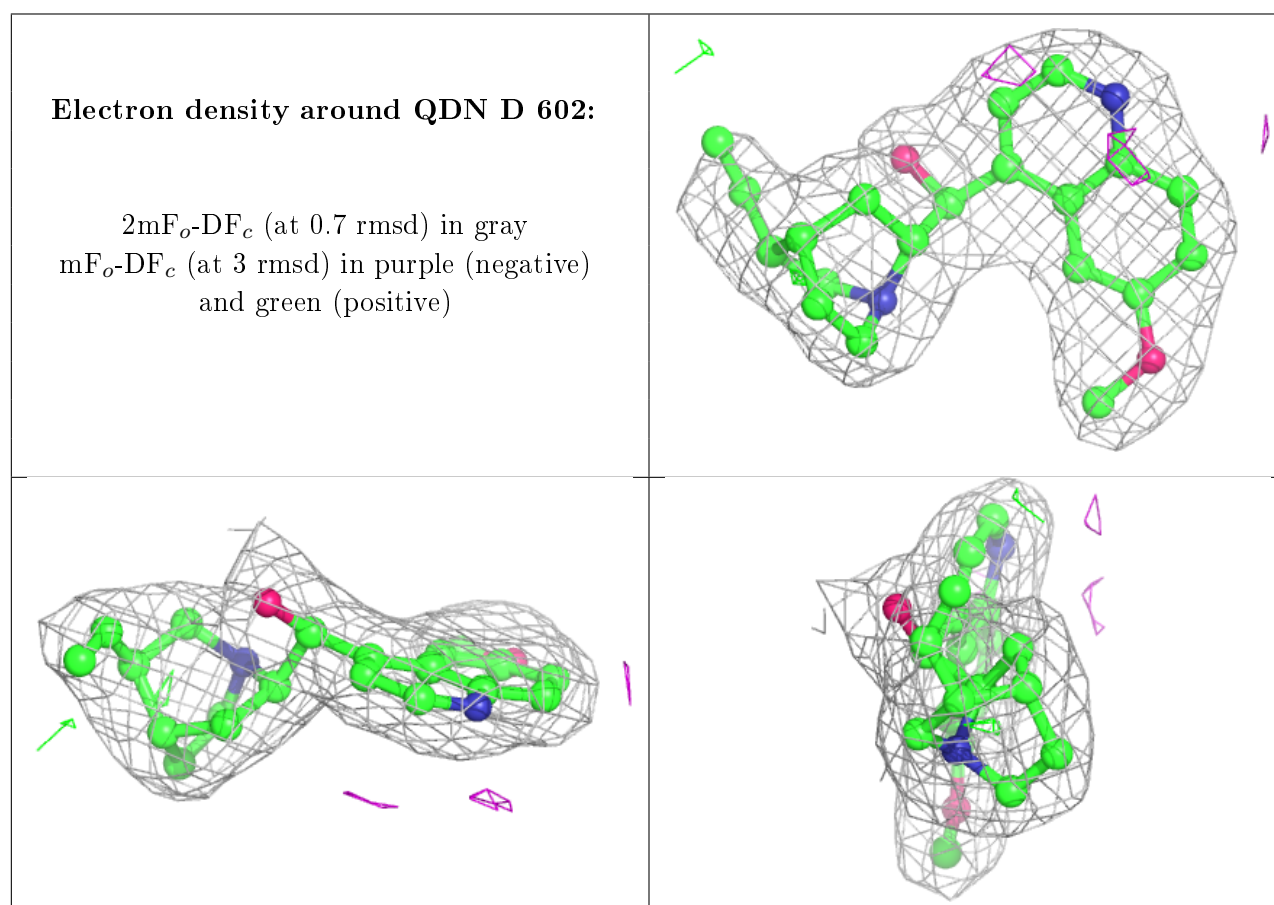 Electron density around QDN D 602:
2mFo-DFc (at 0.7 rmsd) in gray
mFo-DFc (at 3 rmsd) in purple (negative)
and green (positive)